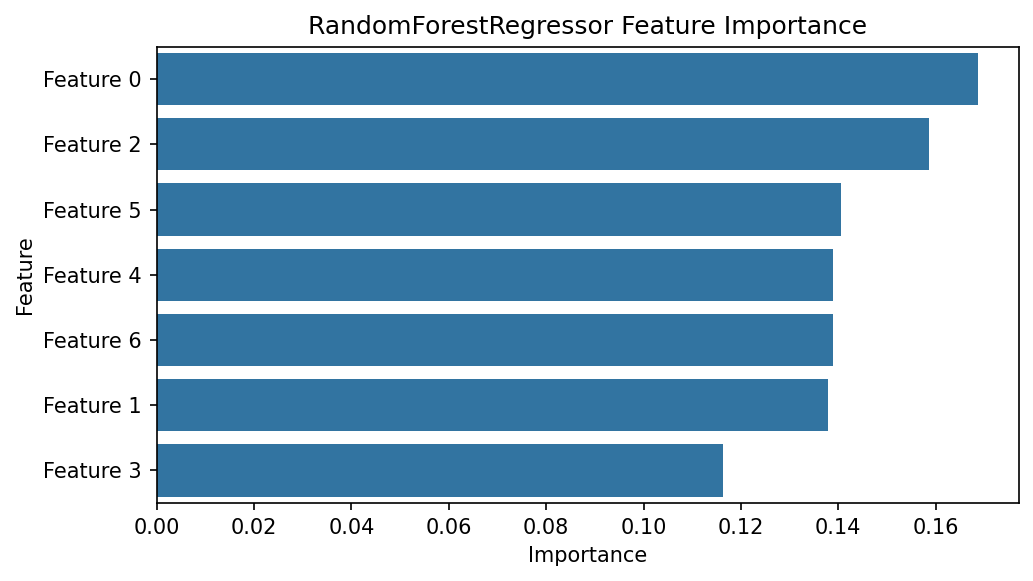 RandomForestRegressor Feature Importance
Feature 0
Feature 2
Feature 5
Feature 4
Feature 6
Feature 1
Feature 3
Feature
0.00 0.02 0.04 0.06 0.08 0.10 0.12 0.14 0.16
Importance